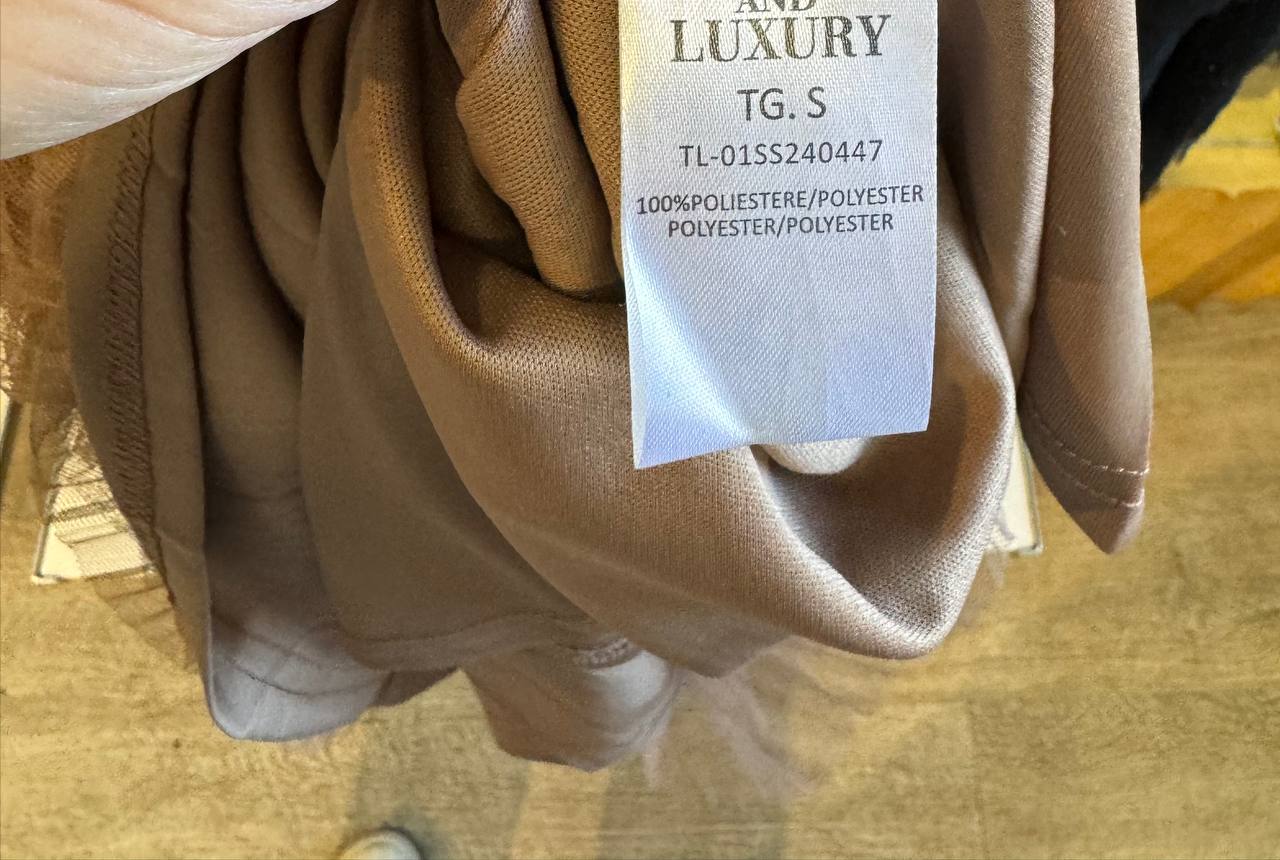 AND
LUXURY
TG. S
TL-01SS240447
100%POLIESTERE/POLYESTER
POLYESTER/POLYESTER